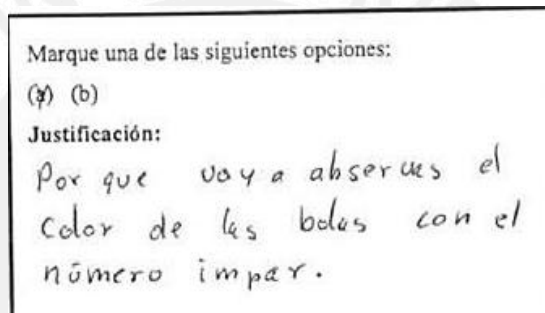 Marque una de las siguientes opciones:
(a) (b)
Justificación:
Por que voy a abservas el
Color de las bolas con el
número impar.